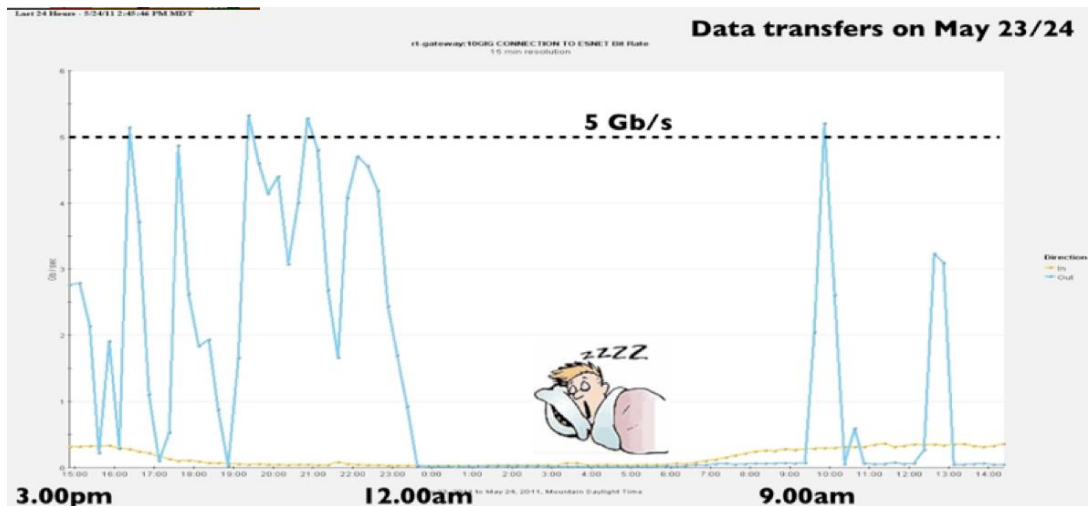 Last 24 Hours - 5/24/11 2:45:46 PM MDT
Data transfers on May 23/24
rt-gateway:10GIG CONNECTION TO ESNET Bit Rate
15 min resolution
6
5
5 Gb/s
4
3
2
1
0
Gb/sec
Direction
In
Out
zzzz
15:00 16:00 17:00 18:00 19:00 20:00 21:00 22:00 23:00 0:00 1:00 2:00 3:00 4:00 5:00 6:00 7:00 8:00 9:00 10:00 11:00 12:00 13:00 14:00
3.00pm 12.00am 9.00am
to May 24, 2011, Mountain Daylight Time